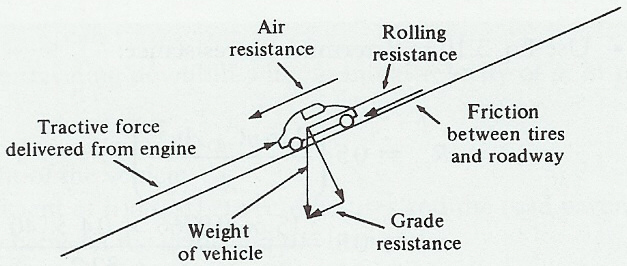 Air
resistance
Rolling
resistance
Tractive force
delivered from engine
Friction
between tires
and roadway
Weight
of vehicle
Grade
resistance